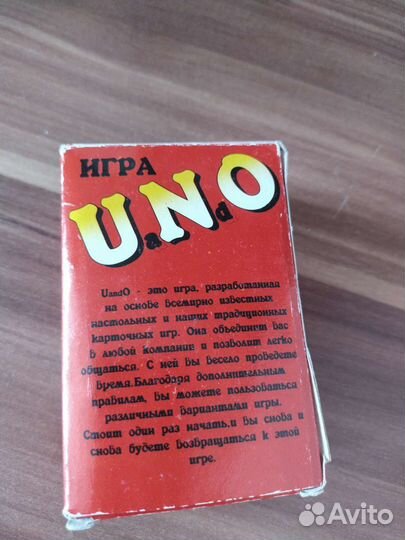 ИГРА
UaNdO
UandO - это игра, разработанная
на основе всемирно известных
настольных и наших традиционных
карточных игр. Она объединит вас
в любой компании и позволит легко
общаться. С ней вы весело проведете
время.Благодаря дополнительным
правилам, вы можете пользоваться
различными вариантами игры.
Стоит один раз начать,и вы снова и
снова будете возвращаться к этой
игре.
Avito